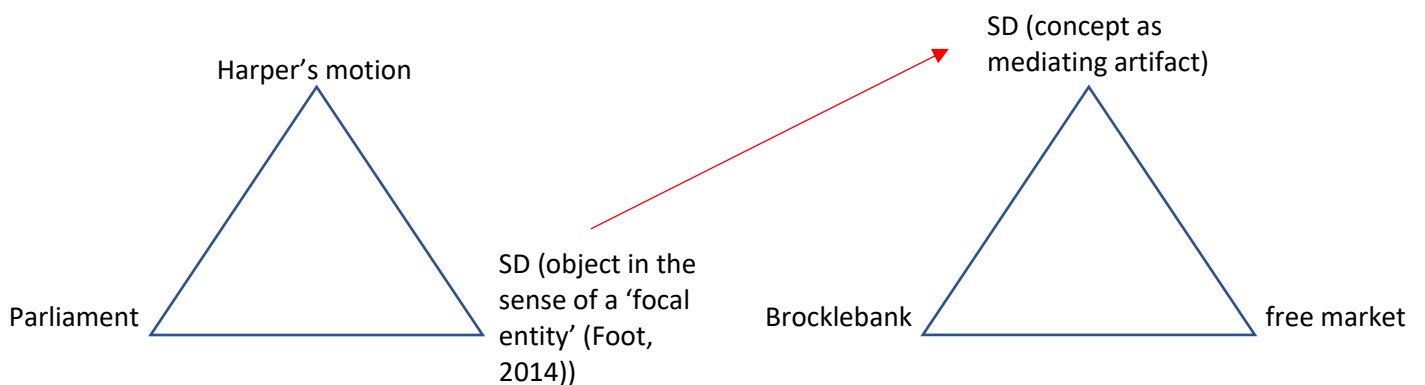 Harper’s motion
Parliament
SD (object in the
sense of a ‘focal
entity’ (Foot,
2014))
SD (concept as
mediating artifact)
Brocklebank
free market